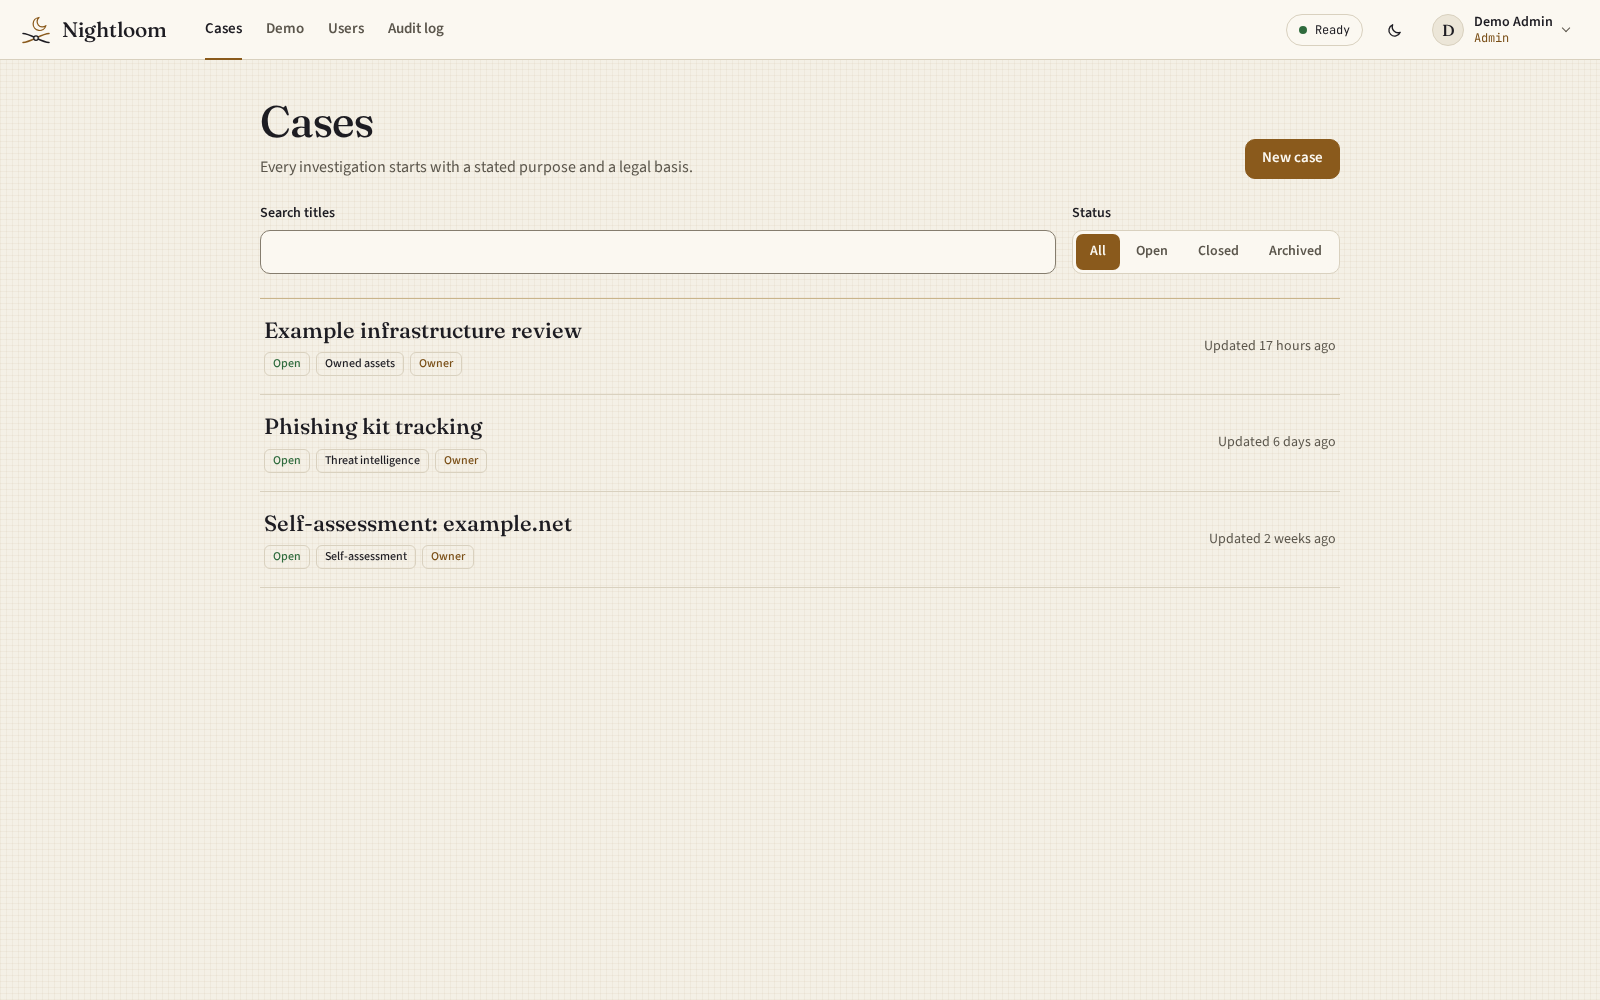 Nightloom
Cases
Demo
Users
Audit log
Ready
D
Demo Admin
Admin
Cases
Every investigation starts with a stated purpose and a legal basis.
New case
Search titles
Status
All
Open
Closed
Archived
Example infrastructure review
Open
Owned assets
Owner
Updated 17 hours ago
Phishing kit tracking
Open
Threat intelligence
Owner
Updated 6 days ago
Self-assessment: example.net
Open
Self-assessment
Owner
Updated 2 weeks ago